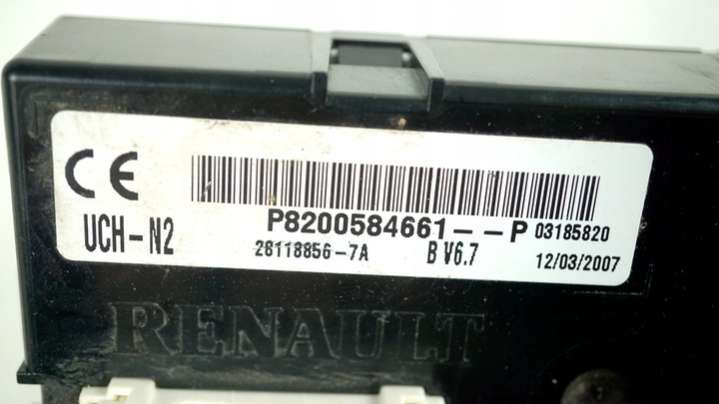 CE
P8200584661--P 03185820
UCH-N2
28118856-7A B V6.7 12/03/2007
RENAULT